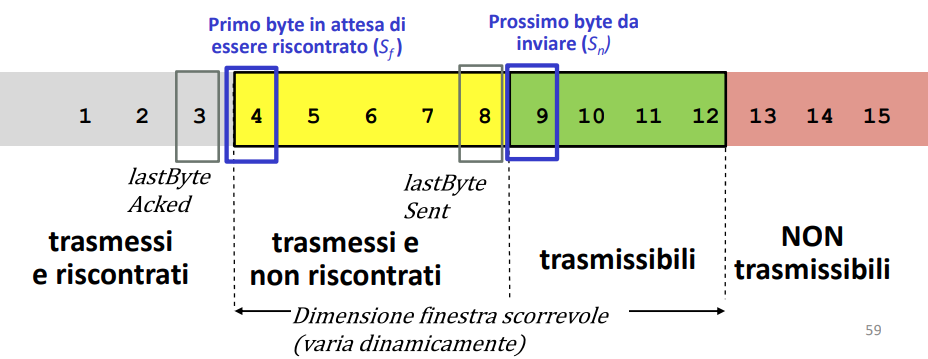 Primo byte in attesa di
essere riscontrato (Sf)
Prossimo byte da
inviare (Sn)
1 2 3 4 5 6 7 8 9 10 11 12 13 14 15
lastByte
Acked
lastByte
Sent
trasmessi
e riscontrati
trasmessi e
non riscontrati
trasmissibili
NON
trasmissibili
Dimensione finestra scorrevole
(varia dinamicamente)
59